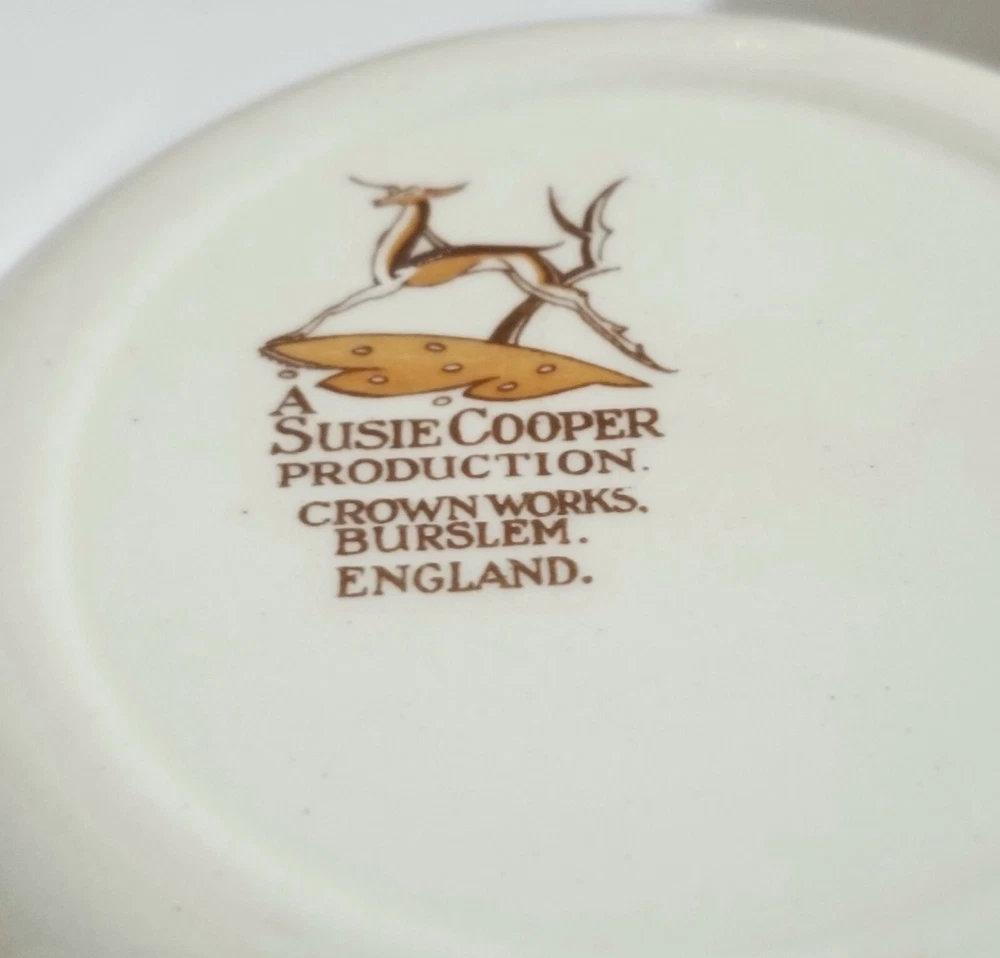 A
SUSIE COOPER
PRODUCTION.
CROWN WORKS.
BURSLEM.
ENGLAND.